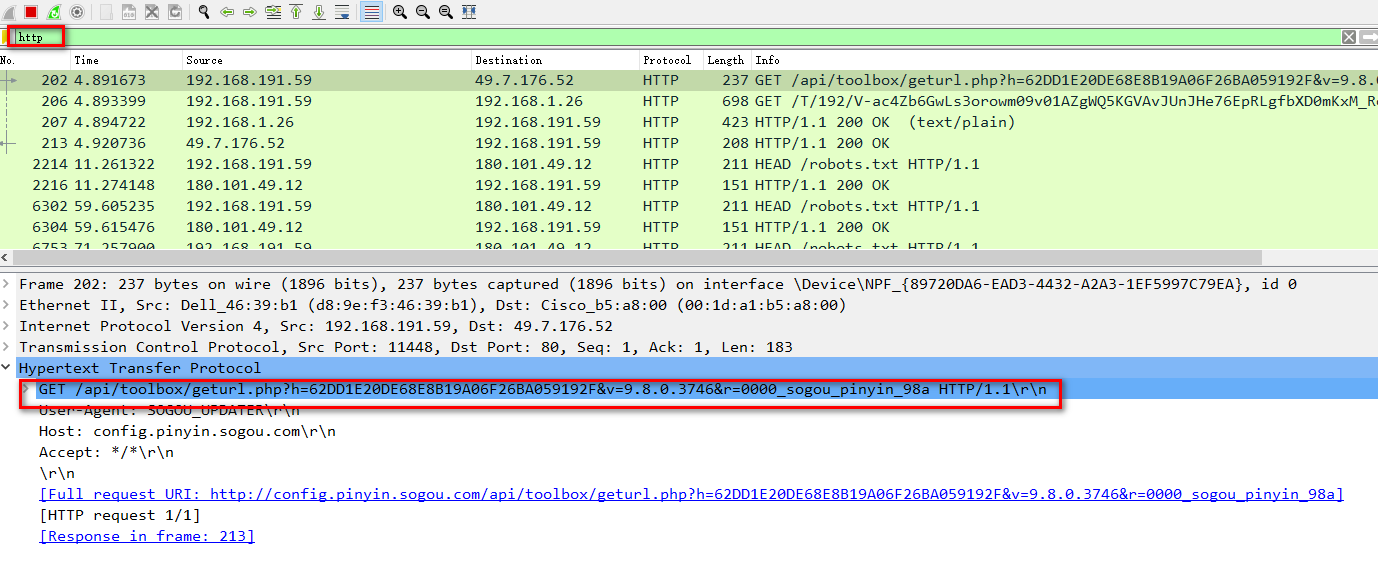 http
No. Time Source Destination Protocol Length Info
202 4.891673 192.168.191.59 49.7.176.52 HTTP 237 GET /api/toolbox/geturl.php?h=62DD1E20DE68E8B19A06F26BA059192F&v=9.8.0
206 4.893399 192.168.191.59 192.168.1.26 HTTP 698 GET /T/192/V-ac4Zb6GwLs3orowm09v01AZgWQ5KGVAvJUnJHe76EpRLgfbXD0mKxM_R
207 4.894722 192.168.1.26 192.168.191.59 HTTP 423 HTTP/1.1 200 OK (text/plain)
213 4.920736 49.7.176.52 192.168.191.59 HTTP 208 HTTP/1.1 200 OK
2214 11.261322 192.168.191.59 180.101.49.12 HTTP 211 HEAD /robots.txt HTTP/1.1
2216 11.274148 180.101.49.12 192.168.191.59 HTTP 151 HTTP/1.1 200 OK
6302 59.605235 192.168.191.59 180.101.49.12 HTTP 211 HEAD /robots.txt HTTP/1.1
6304 59.615476 180.101.49.12 192.168.191.59 HTTP 151 HTTP/1.1 200 OK
6753 71.257900 192.168.191.59 180.101.49.12 HTTP 211 HEAD /robots.txt HTTP/1.1
Frame 202: 237 bytes on wire (1896 bits), 237 bytes captured (1896 bits) on interface \Device\NPF_{89720DA6-EAD3-4432-A2A3-1EF5997C79EA}, id 0
Ethernet II, Src: Dell_46:39:b1 (d8:9e:f3:46:39:b1), Dst: Cisco_b5:a8:00 (00:1d:a1:b5:a8:00)
Internet Protocol Version 4, Src: 192.168.191.59, Dst: 49.7.176.52
Transmission Control Protocol, Src Port: 11448, Dst Port: 80, Seq: 1, Ack: 1, Len: 183
Hypertext Transfer Protocol
GET /api/toolbox/geturl.php?h=62DD1E20DE68E8B19A06F26BA059192F&v=9.8.0.3746&r=0000_sogou_pinyin_98a HTTP/1.1\r\n
User-Agent: SOGOU_UPDATER\r\n
Host: config.pinyin.sogou.com\r\n
Accept: */*\r\n
\r\n
[Full request URI: http://config.pinyin.sogou.com/api/toolbox/geturl.php?h=62DD1E20DE68E8B19A06F26BA059192F&v=9.8.0.3746&r=0000_sogou_pinyin_98a]
[HTTP request 1/1]
[Response in frame: 213]